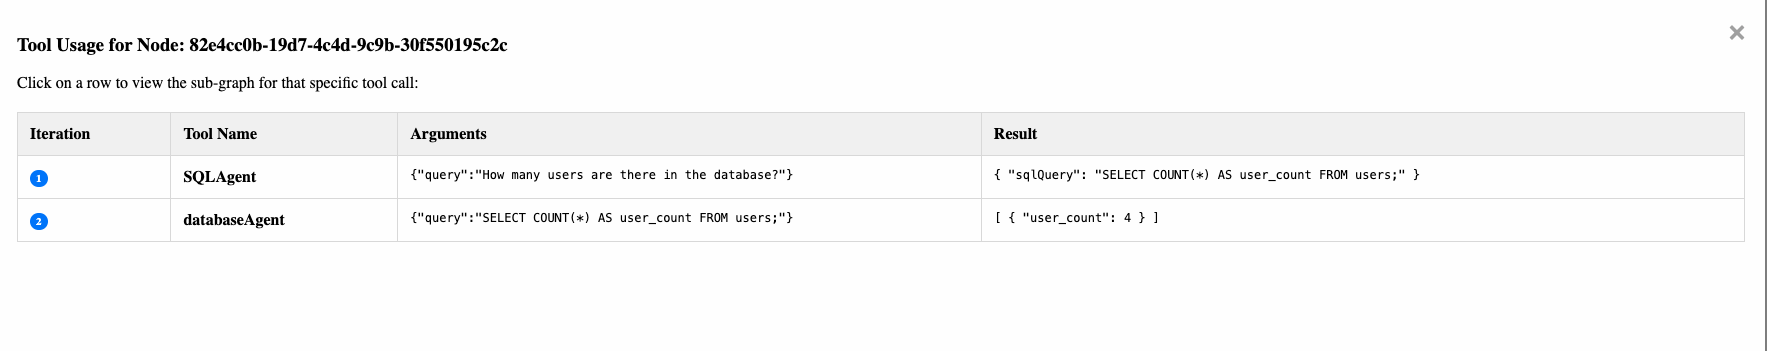 Tool Usage for Node: 82e4cc0b-19d7-4c4d-9c9b-30f550195c2c
×
Click on a row to view the sub-graph for that specific tool call:
Iteration Tool Name Arguments Result
1 SQLAgent {"query":"How many users are there in the database?"} { "sqlQuery": "SELECT COUNT(*) AS user_count FROM users;" }
2 databaseAgent {"query":"SELECT COUNT(*) AS user_count FROM users;"} [ { "user_count": 4 } ]